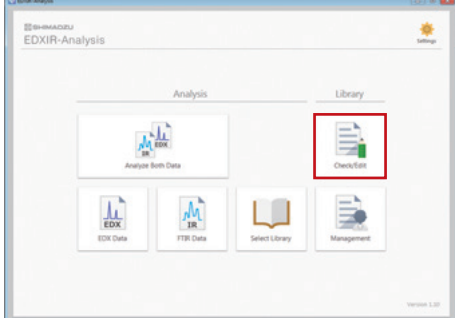 EDXIR-Analysis
SHIMADZU
EDXIR-Analysis
Settings
Analysis
Library
IR
EDX
Analyze Both Data
Check/Edit
EDX
IR
EDX Data
FTIR Data
Select Library
Management
Version 1.20